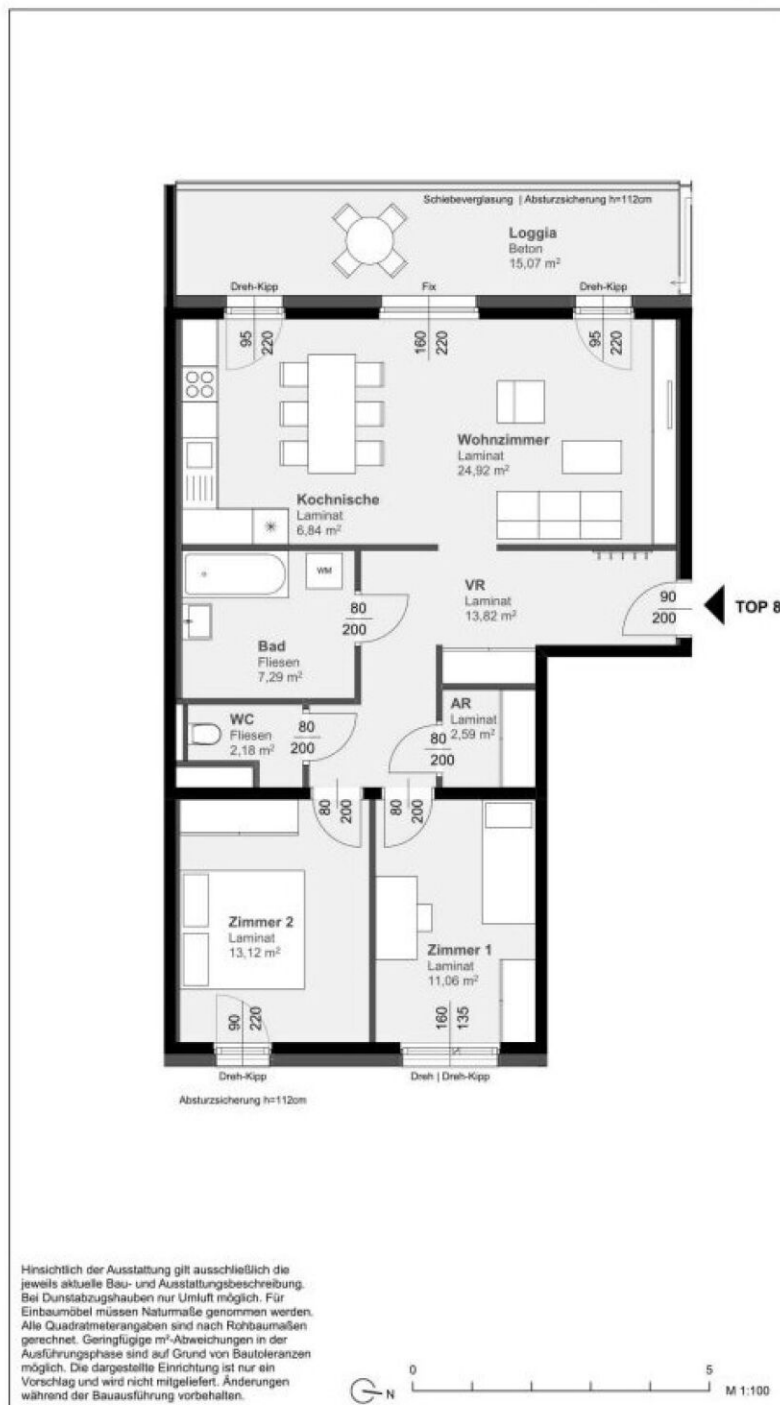 Schiebeverglasung | Absturzsicherung h=112cm
Loggia
Beton
15,07 m²
Dreh-Kipp
Fix
Dreh-Kipp
95
220
160
220
95
220
Wohnzimmer
Laminat
24,92 m²
Kochnische
Laminat
6,84 m²
WM
VR
Laminat
13,82 m²
80
200
90
200
TOP 8
Bad
Fliesen
7,29 m²
WC
Fliesen
2,18 m²
80
200
AR
Laminat
2,59 m²
80
200
80
200
80
200
Zimmer 2
Laminat
13,12 m²
Zimmer 1
Laminat
11,06 m²
90
220
160
135
Dreh-Kipp
Dreh | Dreh-Kipp
Absturzsicherung h=112cm
Hinsichtlich der Ausstattung gilt ausschließlich die
jeweils aktuelle Bau- und Ausstattungsbeschreibung.
Bei Dunstabzugshauben nur Umluft möglich. Für
Einbaumöbel müssen Naturmaße genommen werden.
Alle Quadratmeterangaben sind nach Rohbaumaßen
gerechnet. Geringfügige m²-Abweichungen in der
Ausführungsphase sind auf Grund von Bautoleranzen
möglich. Die dargestellte Einrichtung ist nur ein
Vorschlag und wird nicht mitgeliefert. Änderungen
während der Bauausführung vorbehalten.
N
0
5
M 1:100